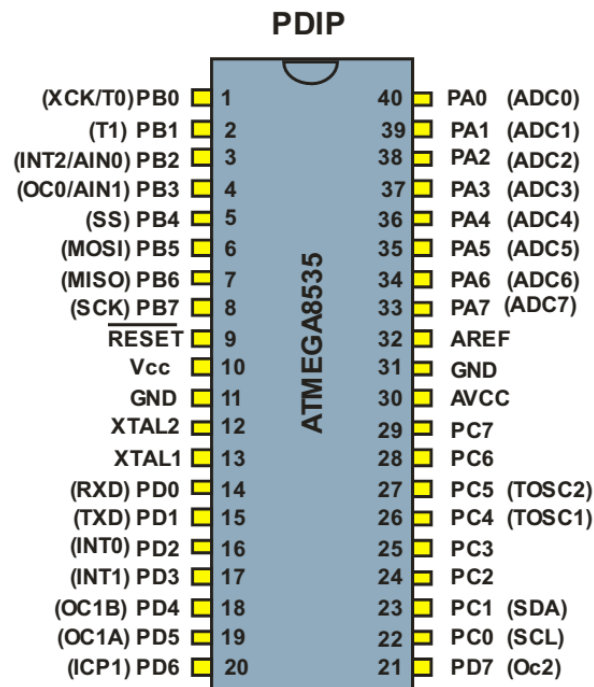 PDIP
(XCK/T0)PB0 1 40 PA0 (ADC0)
(T1) PB1 2 39 PA1 (ADC1)
(INT2/AIN0) PB2 3 38 PA2 (ADC2)
(OC0/AIN1) PB3 4 37 PA3 (ADC3)
(SS) PB4 5 36 PA4 (ADC4)
(MOSI) PB5 6 35 PA5 (ADC5)
(MISO) PB6 7 34 PA6 (ADC6)
(SCK) PB7 8 33 PA7 (ADC7)
RESET 9 32 AREF
Vcc 10 31 GND
GND 11 30 AVCC
XTAL2 12 29 PC7
XTAL1 13 28 PC6
(RXD) PD0 14 27 PC5 (TOSC2)
(TXD) PD1 15 26 PC4 (TOSC1)
(INT0) PD2 16 25 PC3
(INT1) PD3 17 24 PC2
(OC1B) PD4 18 23 PC1 (SDA)
(OC1A) PD5 19 22 PC0 (SCL)
(ICP1) PD6 20 21 PD7 (Oc2)
ATMEGA8535